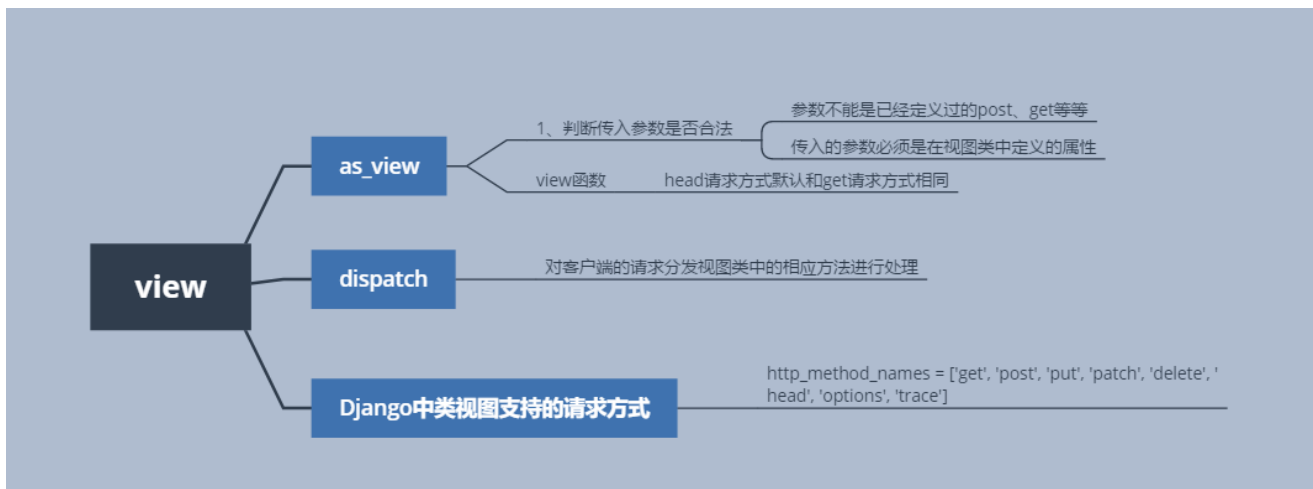 view
as_view
1、判断传入参数是否合法
参数不能是已经定义过的post、get等等
传入的参数必须是在视图类中定义的属性
view函数
head请求方式默认和get请求方式相同
dispatch
对客户端的请求分发视图类中的相应方法进行处理
Django中类视图支持的请求方式
http_method_names = ['get', 'post', 'put', 'patch', 'delete', '
head', 'options', 'trace']